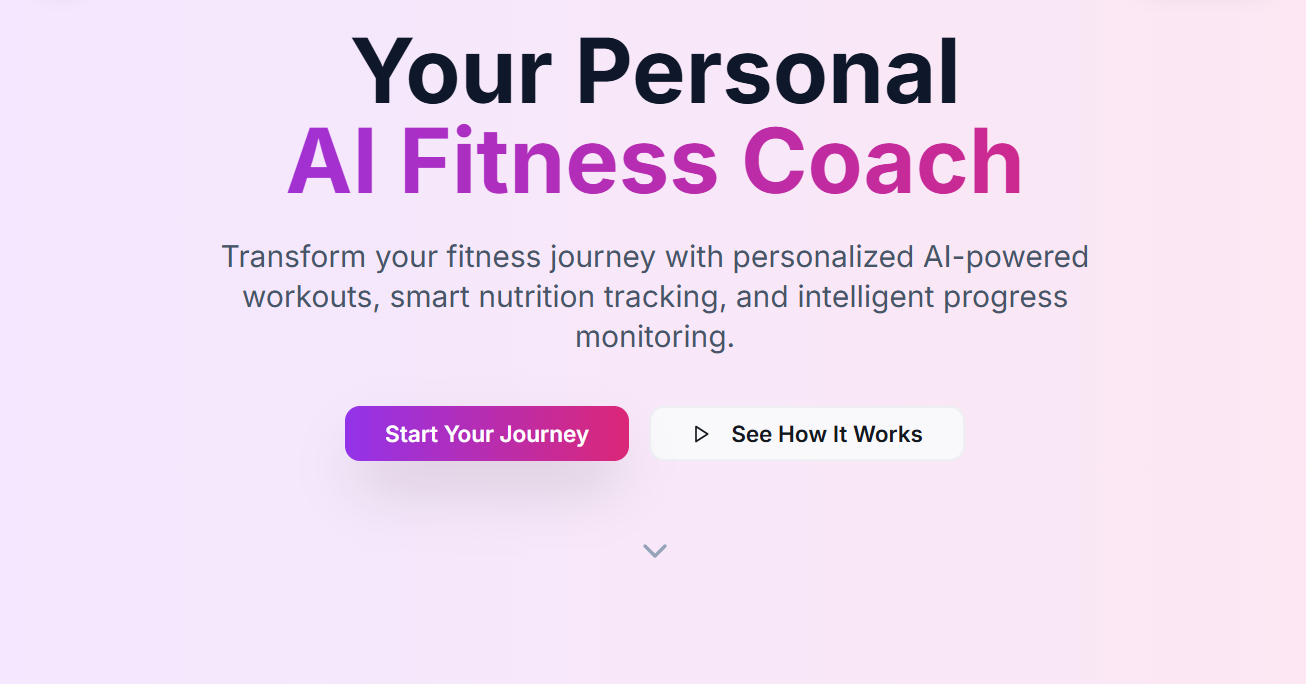 Your Personal
AI Fitness Coach
Transform your fitness journey with personalized AI-powered
workouts, smart nutrition tracking, and intelligent progress
monitoring.
Start Your Journey
See How It Works